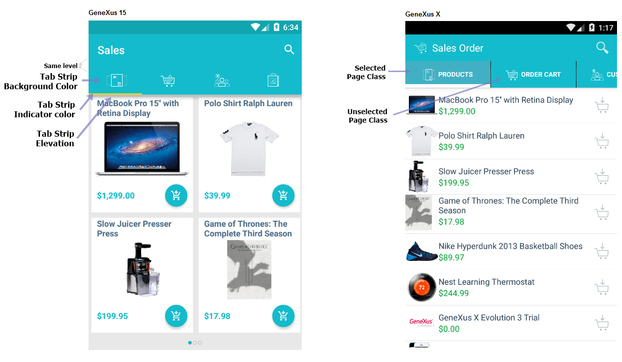 GeneXus 15
6:34
Sales
Same level
Tab Strip
Background Color
Tab Strip
Indicator color
Tab Strip
Elevation
MacBook Pro 15" with
Retina Display
$1,299.00
Polo Shirt Ralph Lauren
$39.99
Slow Juicer Presser
Press
$199.95
Game of Thrones: The
Complete Third Season
$17.98
GeneXus X
1:17
Sales Order
Selected
Page Class
Unselected
Page Class
PRODUCTS
ORDER CART
CUS
MacBook Pro 15" with Retina Display
$1,299.00
Polo Shirt Ralph Lauren
$39.99
Slow Juicer Presser Press
$199.95
Game of Thrones: The Complete Third
Season
$17.98
Nike Hyperdunk 2013 Basketball Shoes
$89.97
72
Nest Learning Thermostat
$244.99
GeneXus
GeneXus X Evolution 3 Trial
$0.00